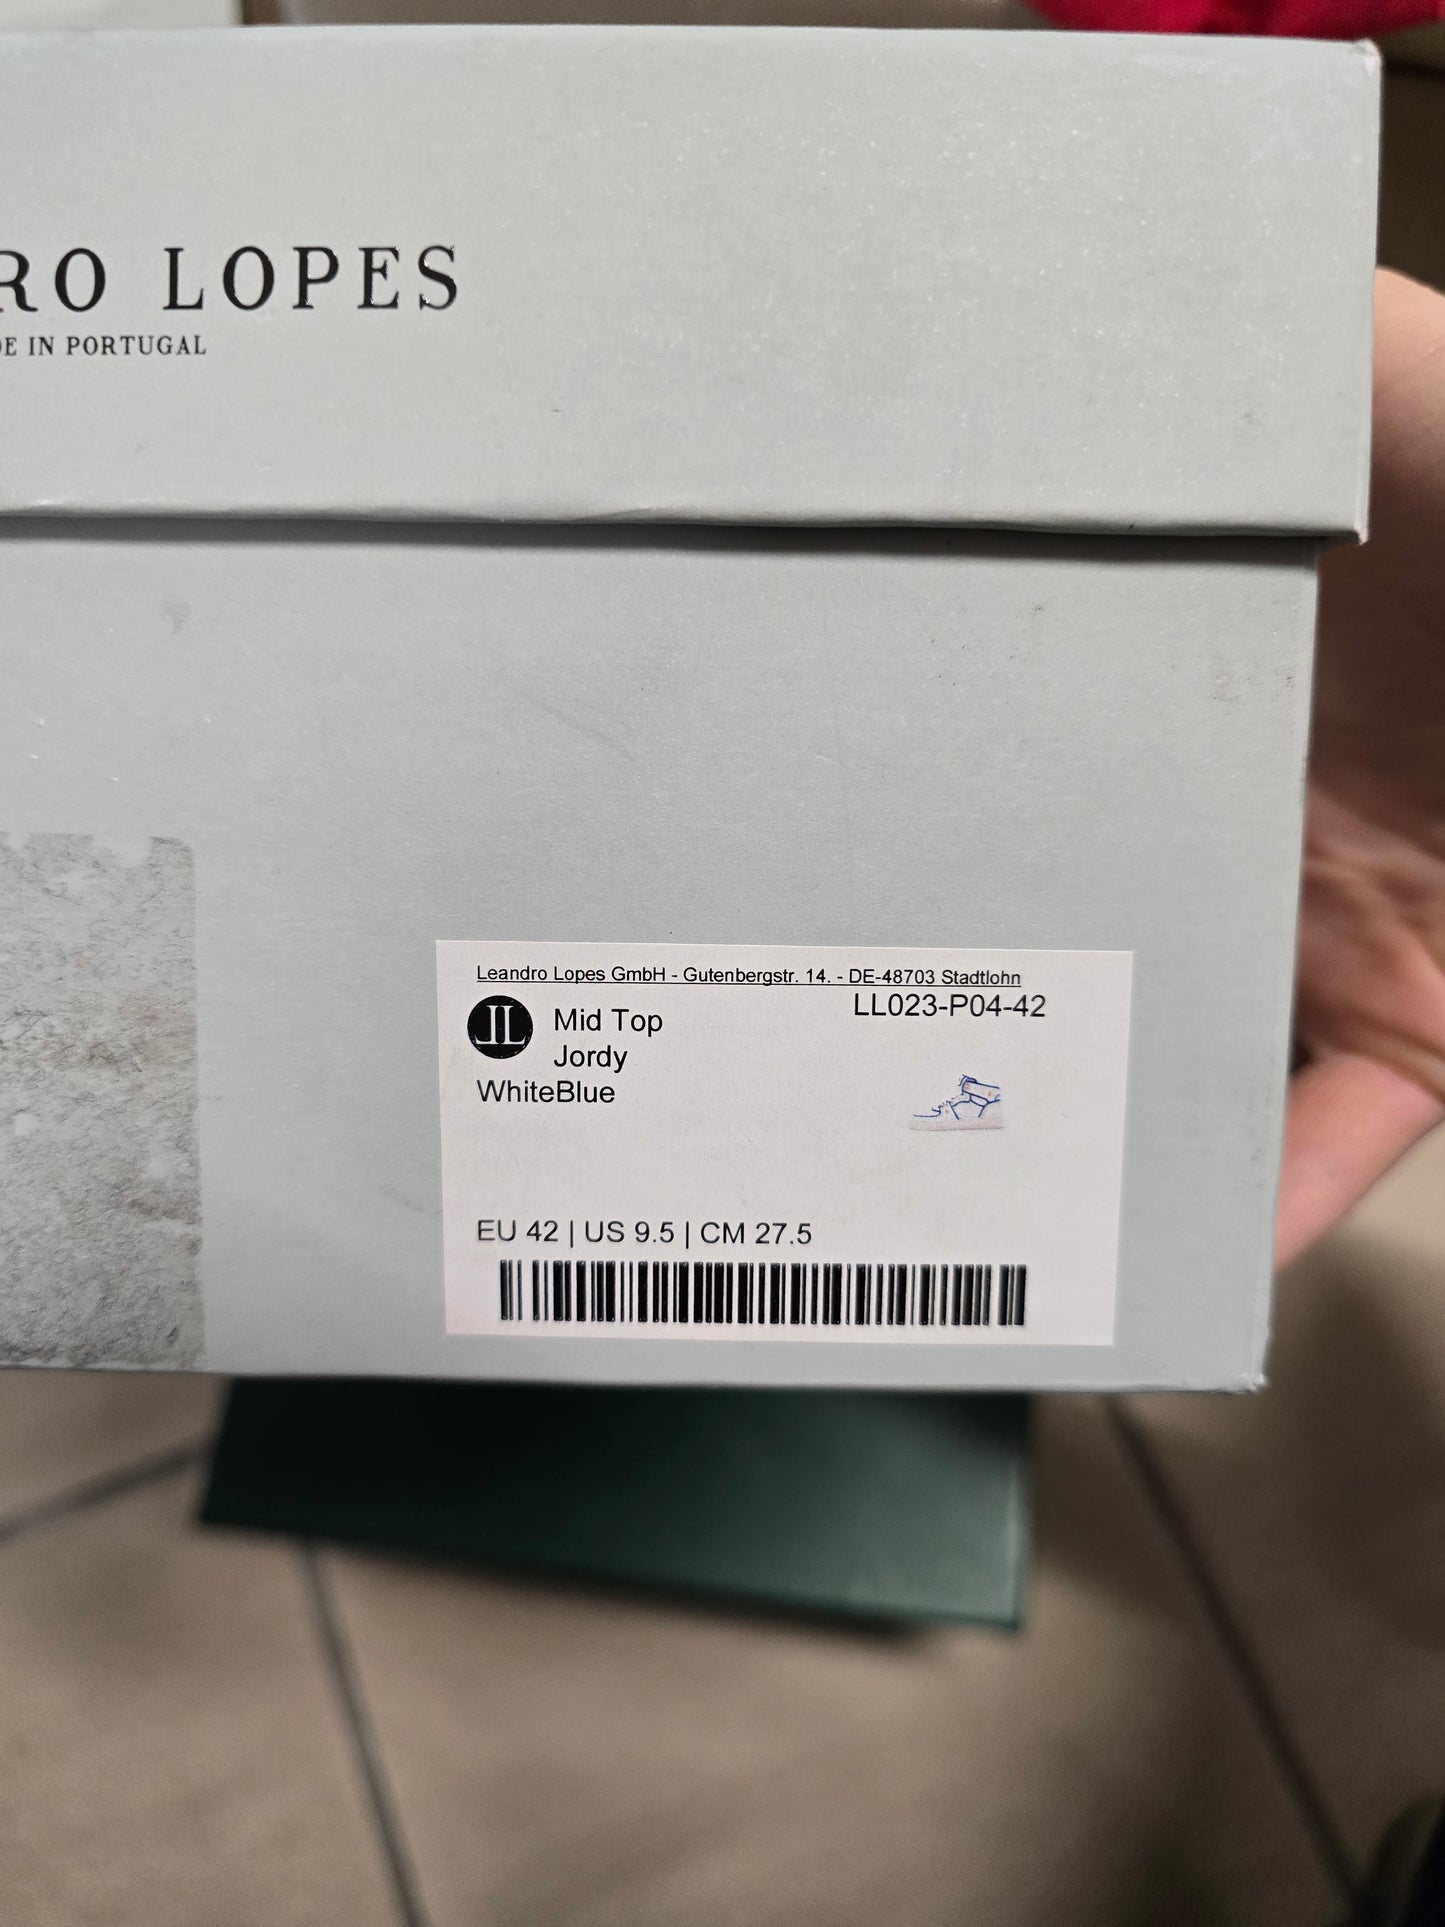 RO LOPES
DE IN PORTUGAL
Leandro Lopes GmbH - Gutenbergstr. 14. - DE-48703 Stadtlohn
LL023-P04-42
Mid Top
Jordy
WhiteBlue
EU 42 | US 9.5 | CM 27.5